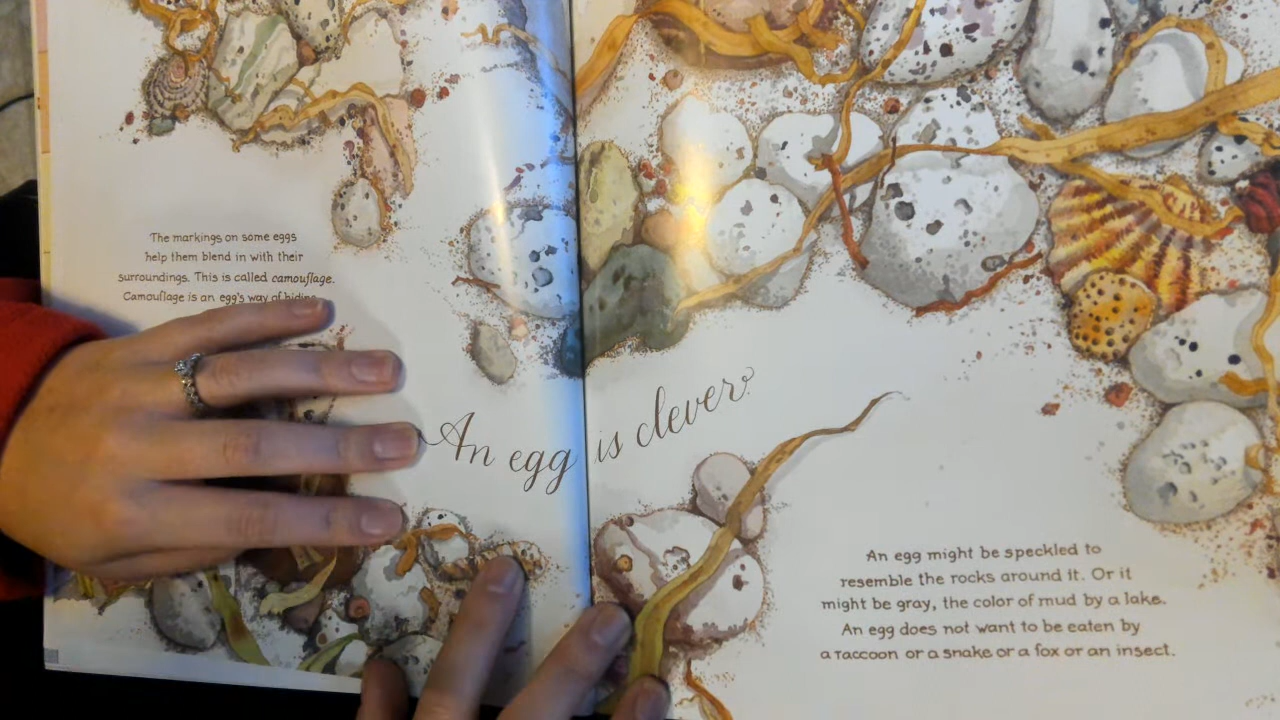 The markings on some eggs
help them blend in with their
surroundings. This is called camouflage.
Camouflage is an egg's way of hiding
An egg is clever.
An egg might be speckled to
resemble the rocks around it. Or it
might be gray, the color of mud by a lake.
An egg does not want to be eaten by
a raccoon or a snake or a fox or an insect.